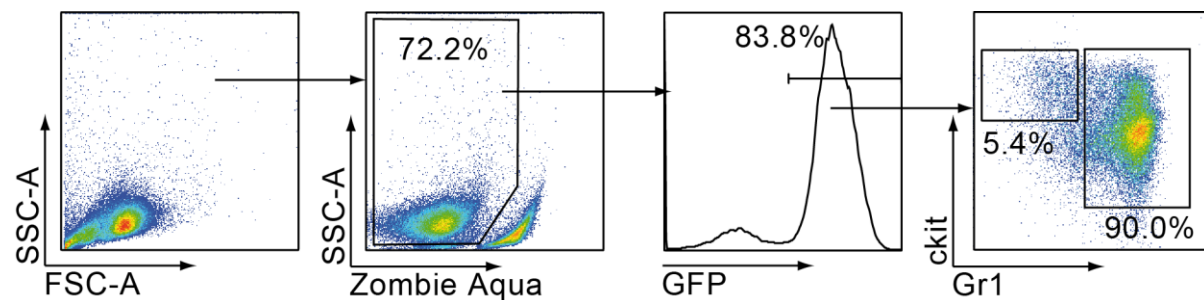 SSC-A
FSC-A
72.2%
SSC-A
Zombie Aqua
83.8%
GFP
5.4%
90.0%
ckit
Gr1